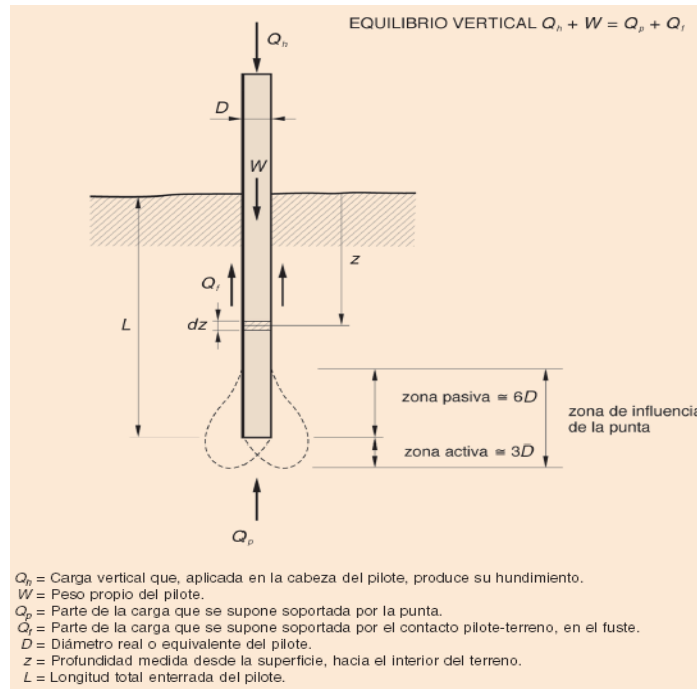 EQUILIBRIO VERTICAL Qh + W = Qp + Qf
Qh
D
W
z
Qf
L
dz
zona pasiva ≅ 6D
zona de influencia
de la punta
zona activa ≅ 3D
Qp
Qh = Carga vertical que, aplicada en la cabeza del pilote, produce su hundimiento.
W = Peso propio del pilote.
Qp = Parte de la carga que se supone soportada por la punta.
Qf = Parte de la carga que se supone soportada por el contacto pilote-terreno, en el fuste.
D = Diámetro real o equivalente del pilote.
z = Profundidad medida desde la superficie, hacia el interior del terreno.
L = Longitud total enterrada del pilote.